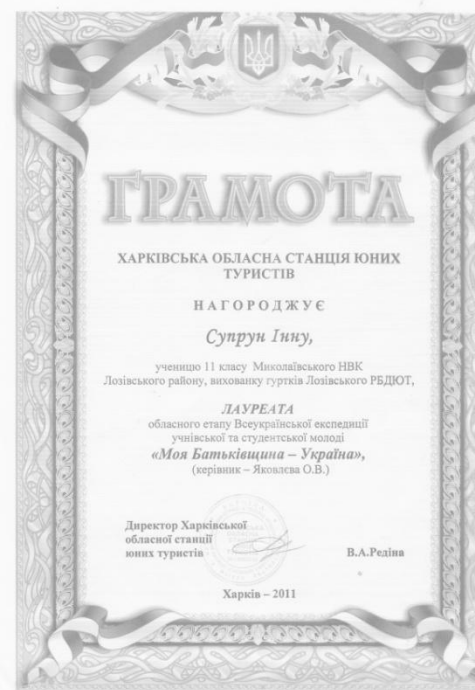 ГРАМОТА
ХАРКІВСЬКА ОБЛАСНА СТАНЦІЯ ЮНИХ
ТУРИСТІВ
НАГОРОДЖУЄ
Супрун Інну,
ученицю 11 класу Миколаївського НВК
Лозівського району, вихованку гуртків Лозівського РБДЮТ,
ЛАУРЕАТА
обласного етапу Всеукраїнської експедиції
учнівської та студентської молоді
«Моя Батьківщина – Україна»,
(керівник – Яковлєва О.В.)
Директор Харківської
обласної станції
юних туристів В.А.Редіна
Харків – 2011